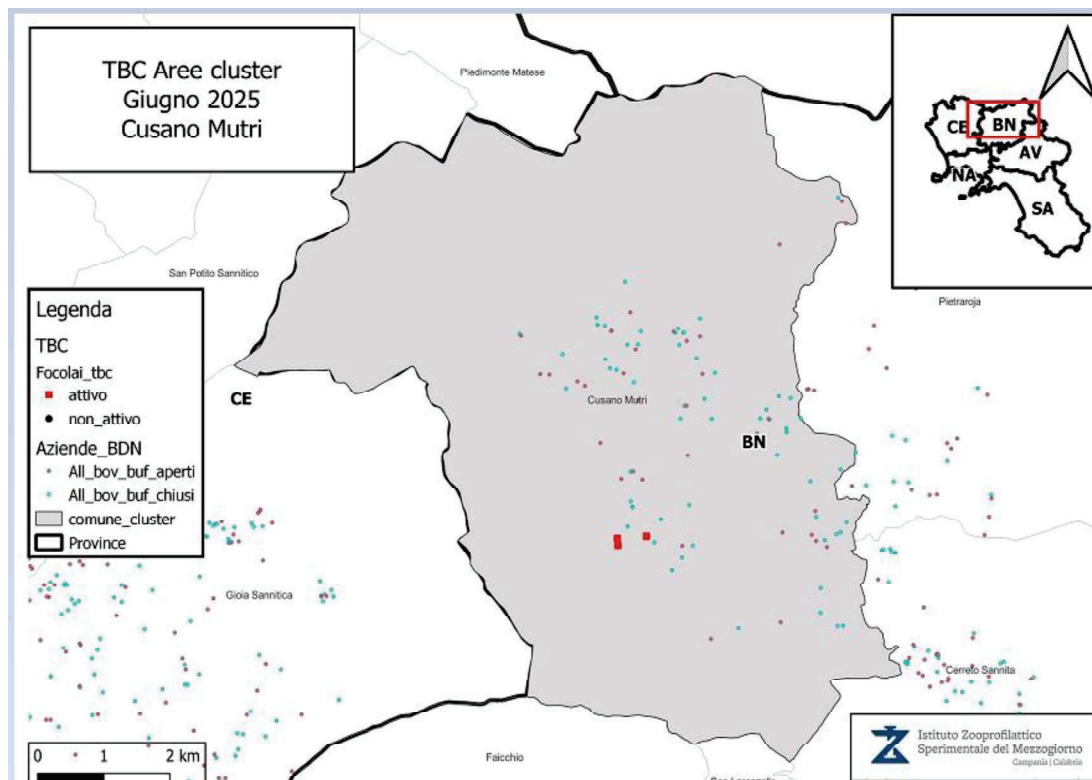 TBC Aree cluster
Giugno 2025
Cusano Mutri
Piedimonte Matese
CE
BN
AV
NA
SA
San Potito Sannitico
Pietraroja
Legenda
TBC
Focolai_tbc
attivo
non_attivo
Aziende_BDN
All_bov_buf_aperti
All_bov_buf_chiusi
comune_cluster
Province
CE
Cusano Mutri
BN
Gioia Sannitica
Cerreto Sannita
Faicchio
0 1 2 km
Istituto Zooprofilattico
Sperimentale del Mezzogiorno
Campania | Calabria